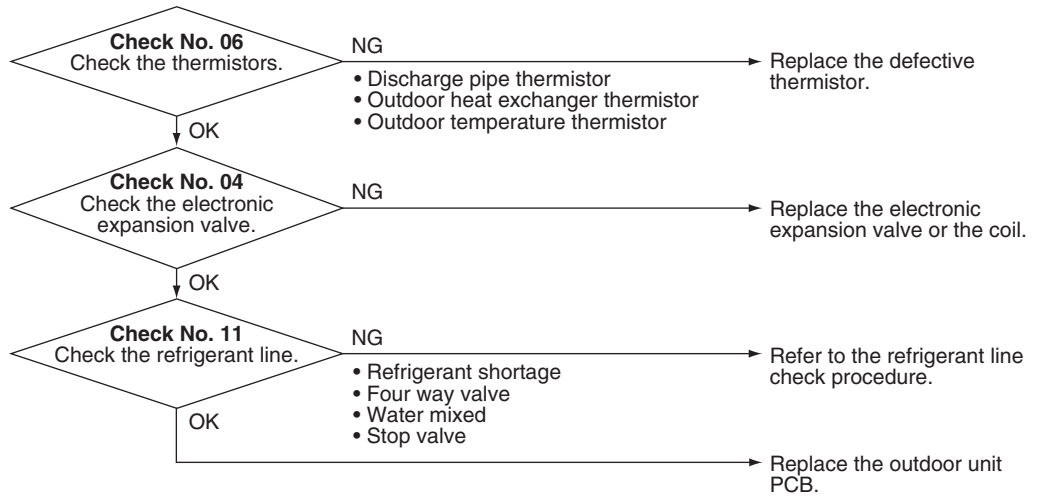 Check No. 06
Check the thermistors.
NG
• Discharge pipe thermistor
• Outdoor heat exchanger thermistor
• Outdoor temperature thermistor
Replace the defective
thermistor.
OK
Check No. 04
Check the electronic
expansion valve.
NG
Replace the electronic
expansion valve or the coil.
OK
Check No. 11
Check the refrigerant line.
NG
• Refrigerant shortage
• Four way valve
• Water mixed
• Stop valve
Refer to the refrigerant line
check procedure.
OK
Replace the outdoor unit
PCB.